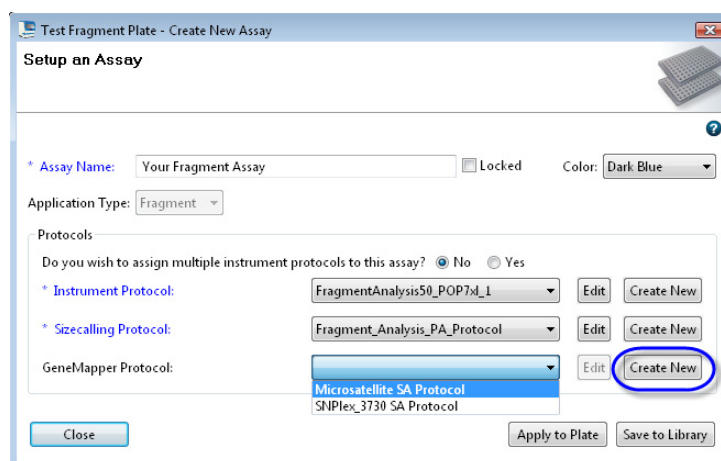 Test Fragment Plate - Create New Assay
Setup an Assay
* Assay Name: Your Fragment Assay Locked Color: Dark Blue
Application Type: Fragment
Protocols
Do you wish to assign multiple instrument protocols to this assay? No Yes
* Instrument Protocol: FragmentAnalysis50_POP7xl_1 Edit Create New
* Sizecalling Protocol: Fragment_Analysis_PA_Protocol Edit Create New
GeneMapper Protocol: Edit Create New
Microsatellite SA Protocol
SNPlex_3730 SA Protocol
Close Apply to Plate Save to Library